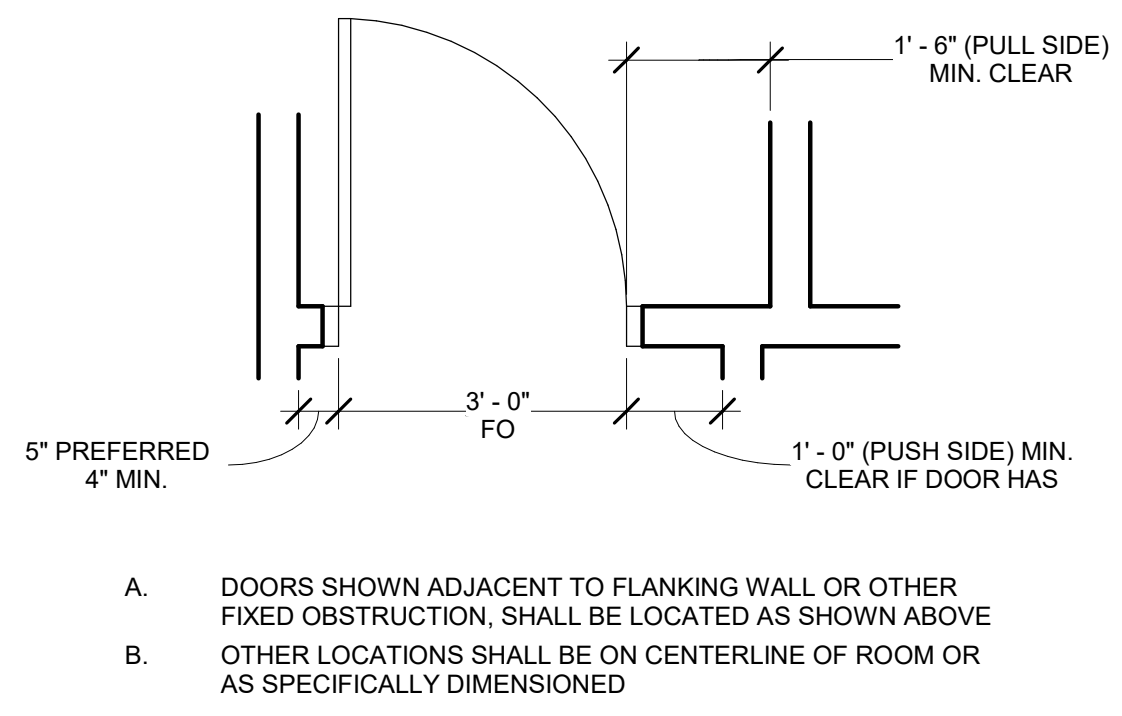 1' - 6" (PULL SIDE)
MIN. CLEAR
3' - 0"
FO
5" PREFERRED
4" MIN.
1' - 0" (PUSH SIDE) MIN.
CLEAR IF DOOR HAS
A. DOORS SHOWN ADJACENT TO FLANKING WALL OR OTHER
FIXED OBSTRUCTION, SHALL BE LOCATED AS SHOWN ABOVE
B. OTHER LOCATIONS SHALL BE ON CENTERLINE OF ROOM OR
AS SPECIFICALLY DIMENSIONED